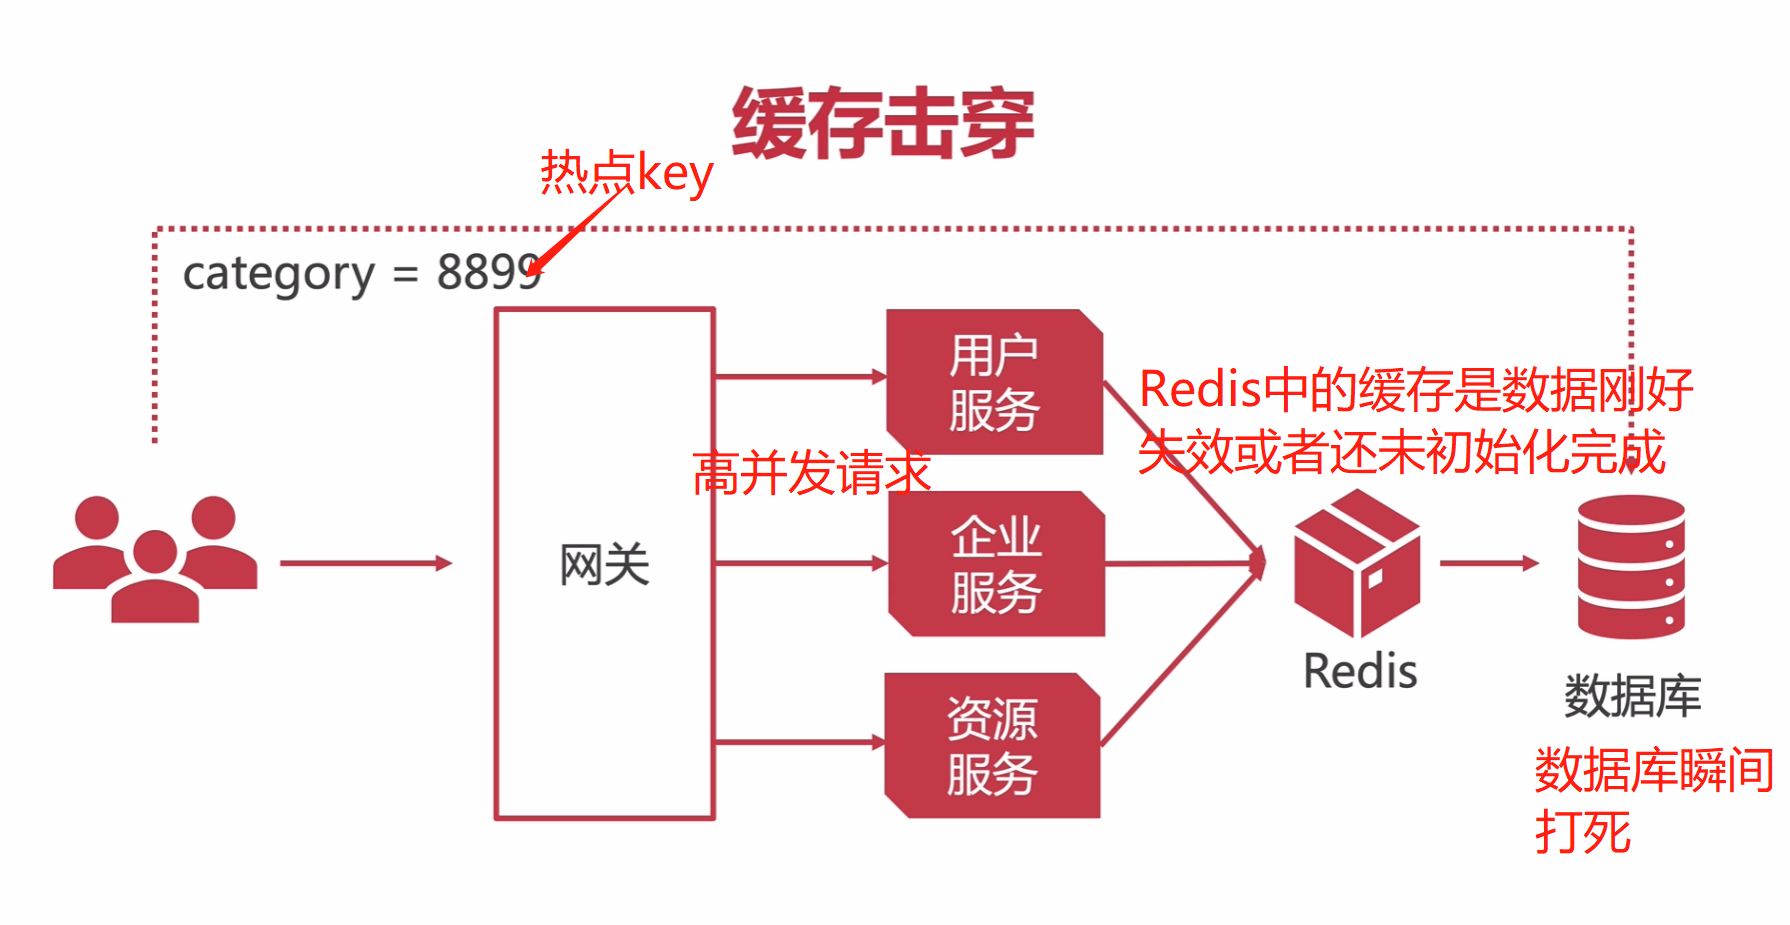 缓存击穿
热点key
category = 8899
用户
服务
Redis中的缓存是数据刚好
失效或者还未初始化完成
高并发请求
网关
企业
服务
Redis
数据库
资源
服务
数据库瞬间
打死